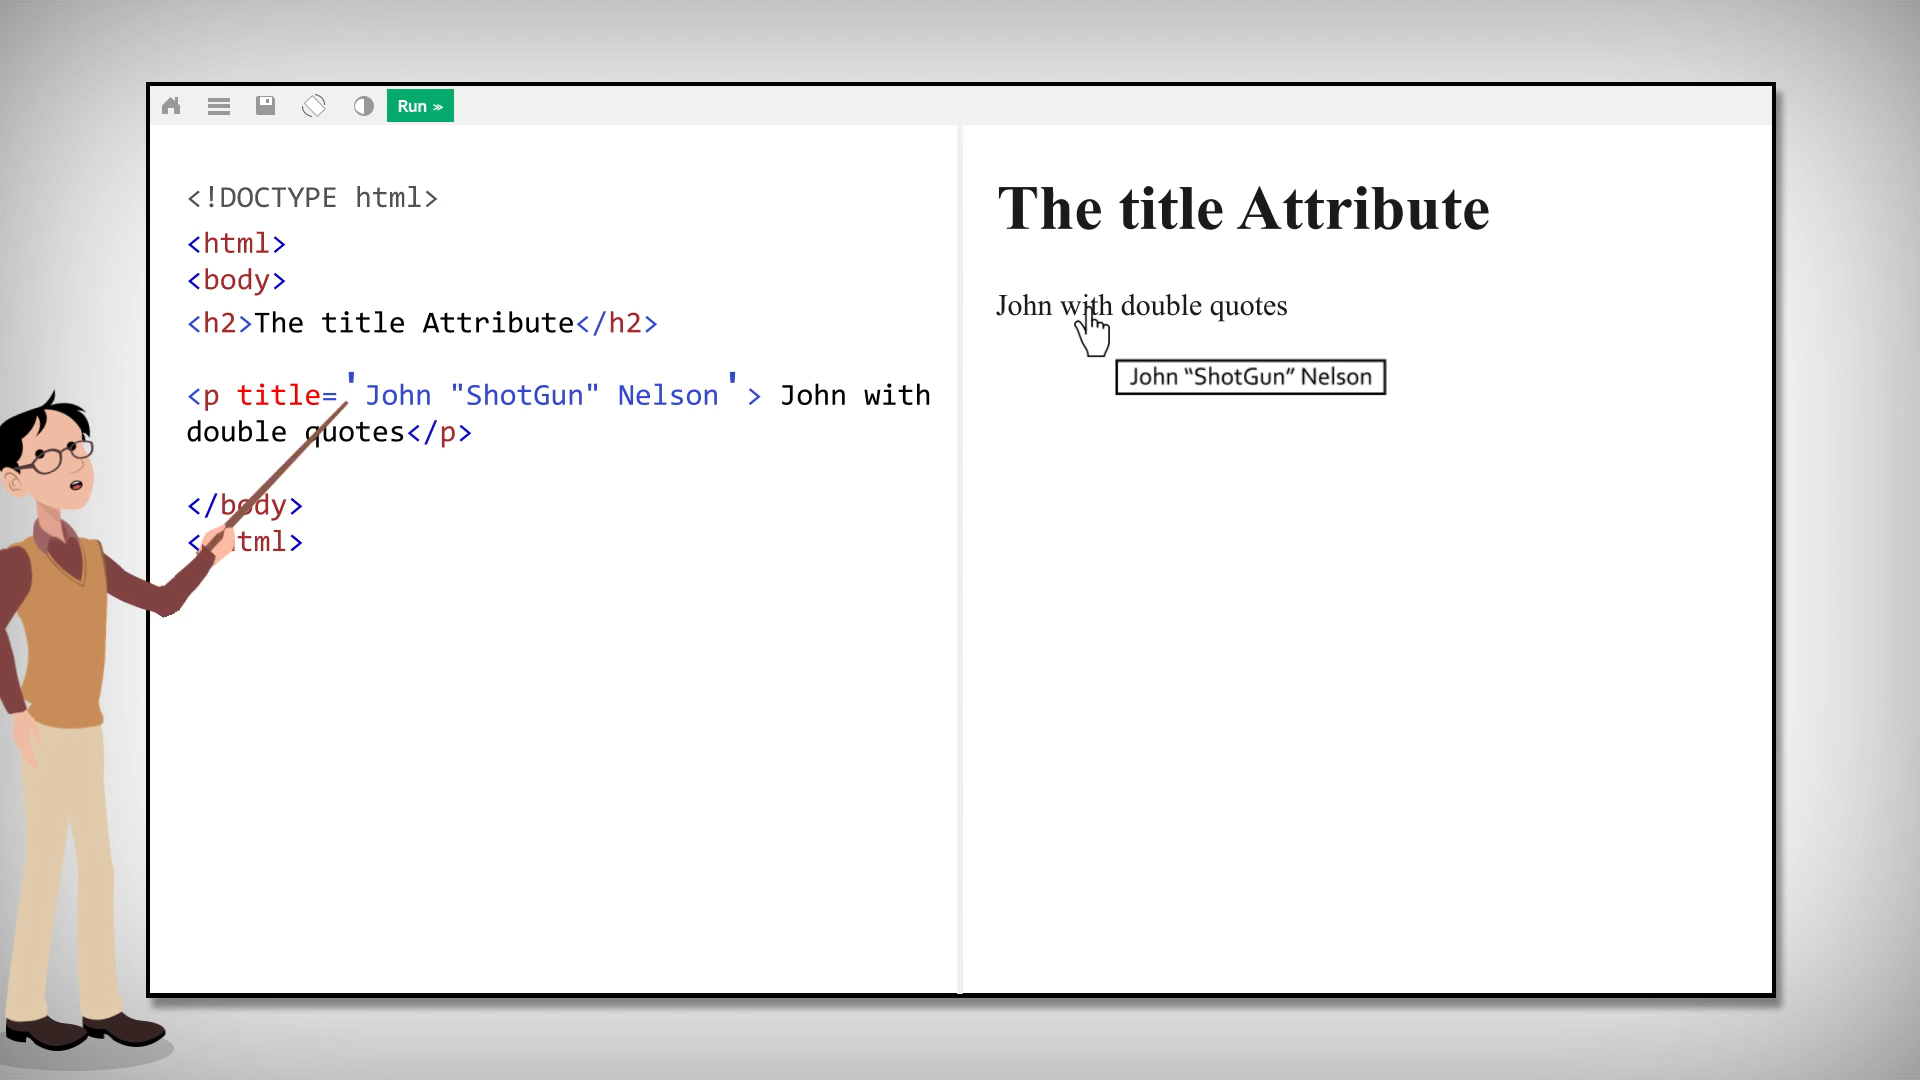 Run »
<!DOCTYPE html>
<html>
<body>
<h2>The title Attribute</h2>
<p title='John "ShotGun" Nelson'> John with
double quotes</p>
</body>
<html>
The title Attribute
John with double quotes
John “ShotGun” Nelson